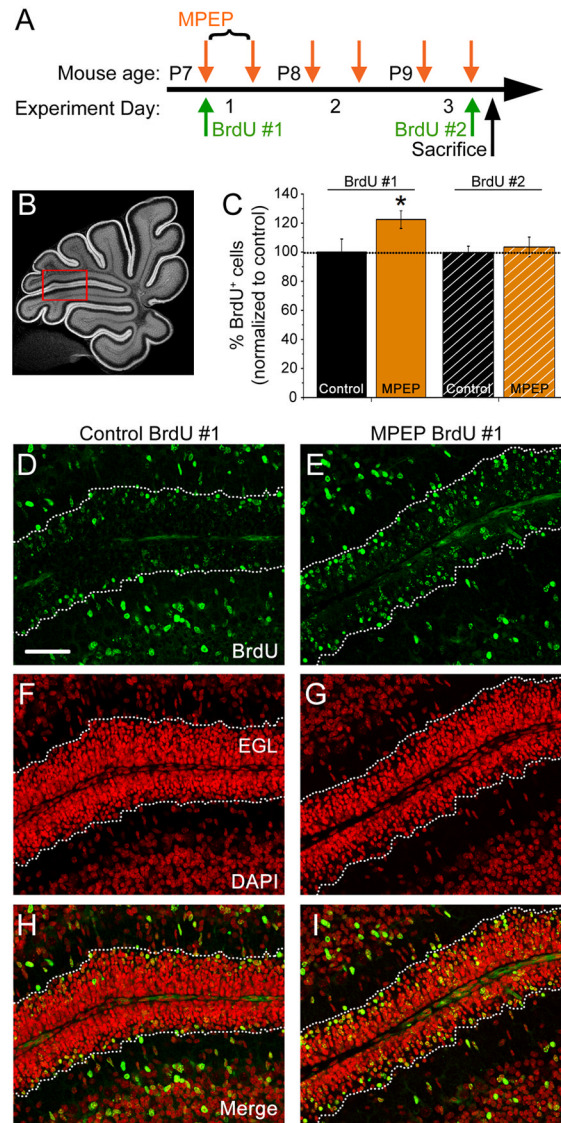 A
MPEP
Mouse age: P7 P8 P9
Experiment Day: 1 2 3
BrdU #1 BrdU #2
Sacrifice
B
C
BrdU #1 BrdU #2
% BrdU⁺ cells
(normalized to control)
140
120
100
80
60
40
20
0
*
Control MPEP Control MPEP
Control BrdU #1 MPEP BrdU #1
D
BrdU
E
F
EGL
DAPI
G
H
Merge
I